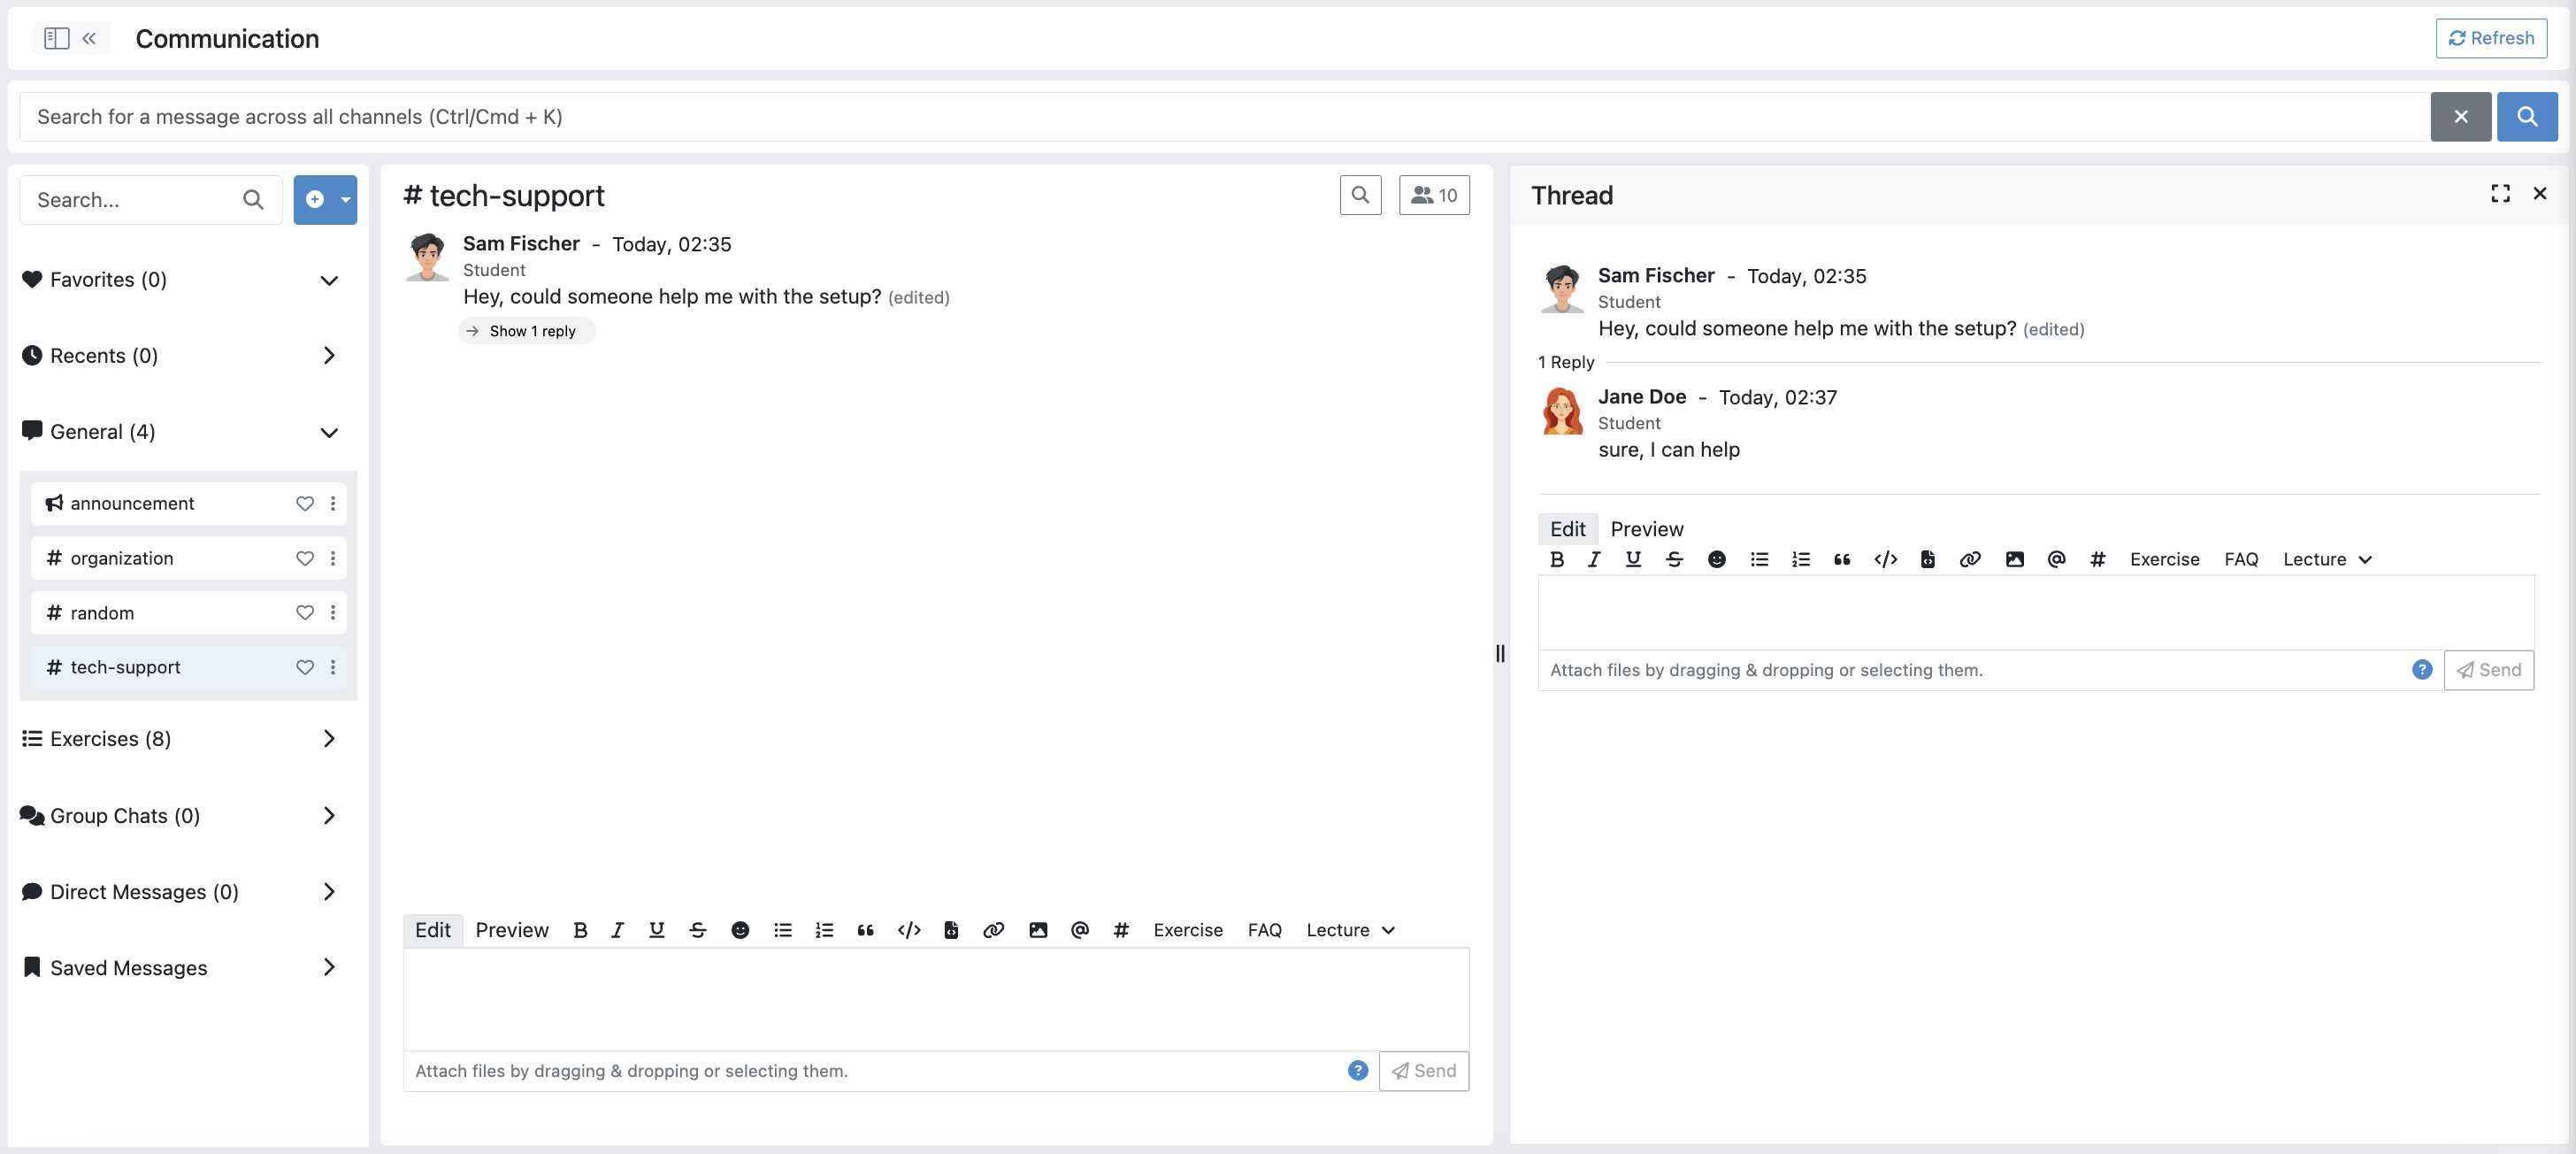 Communication
Refresh
Search for a message across all channels (Ctrl/Cmd + K)
Search...
Favorites (0)
Recents (0)
General (4)
announcement
# organization
# random
# tech-support
Exercises (8)
Group Chats (0)
Direct Messages (0)
Saved Messages
# tech-support
10
Sam Fischer - Today, 02:35
Student
Hey, could someone help me with the setup? (edited)
→ Show 1 reply
Edit Preview B I U S @ # Exercise FAQ Lecture
Attach files by dragging & dropping or selecting them.
? Send
Thread
Sam Fischer - Today, 02:35
Student
Hey, could someone help me with the setup? (edited)
1 Reply
Jane Doe - Today, 02:37
Student
sure, I can help
Edit Preview
B I U S @ # Exercise FAQ Lecture
Attach files by dragging & dropping or selecting them.
? Send